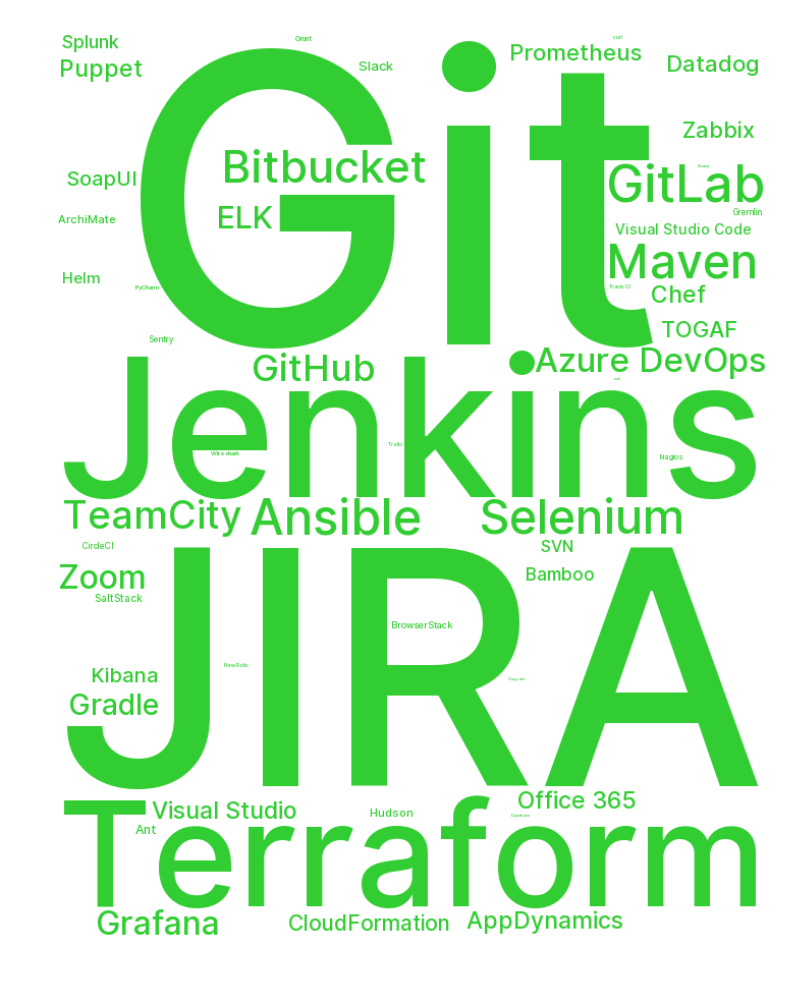 Splunk
Grunt
Puppet
Slack
Prometheus
Datadog
Git
Zabbix
Bitbucket
SoapUI
GitLab
ELK
ArchiMate
Gremlin
Visual Studio Code
Maven
Helm
PyCharm
Travis CI
Chef
TOGAF
Sentry
GitHub
Azure DevOps
Jenkins
Wireshark
Trello
Nagios
TeamCity
Ansible
Selenium
CircleCI
SVN
Zoom
Bamboo
SaltStack
JIRA
BrowserStack
New Relic
Kibana
Gradle
Visual Studio
Office 365
Hudson
Terraform
Ant
Grafana
CloudFormation
AppDynamics